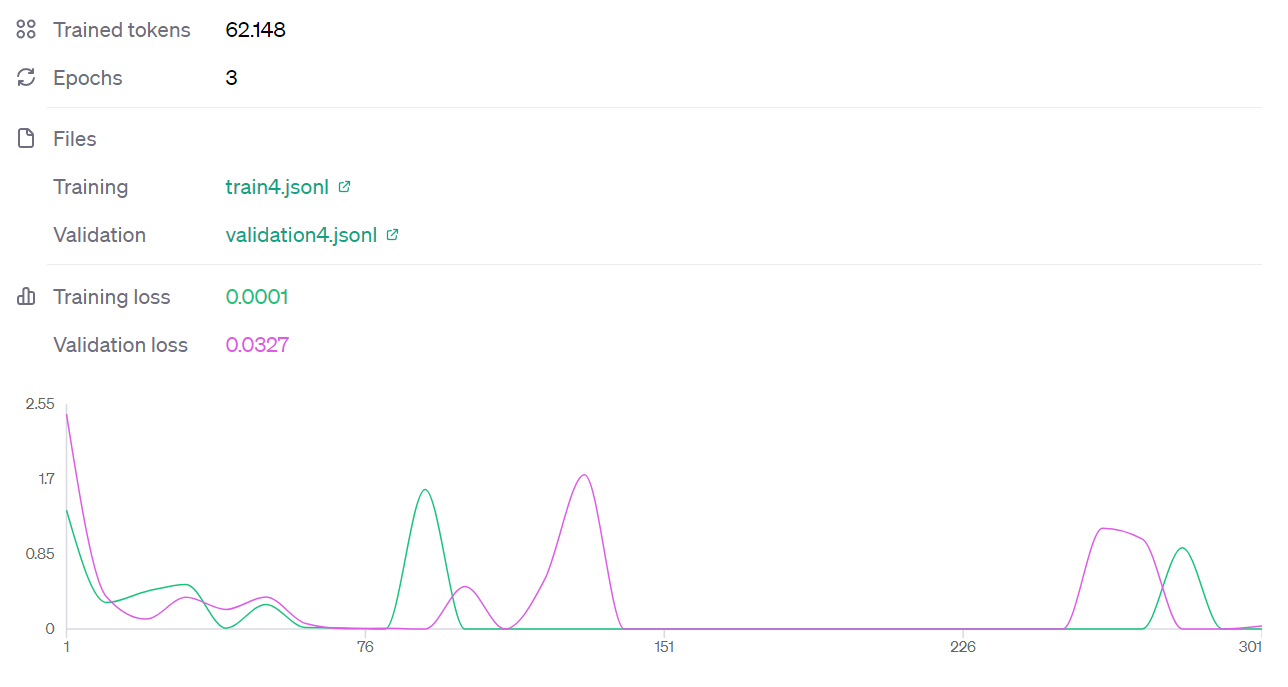 Trained tokens 62.148
Epochs 3
Files
Training train4.jsonl
Validation validation4.jsonl
Training loss 0.0001
Validation loss 0.0327
2.55
1.7
0.85
0
1 76 151 226 301